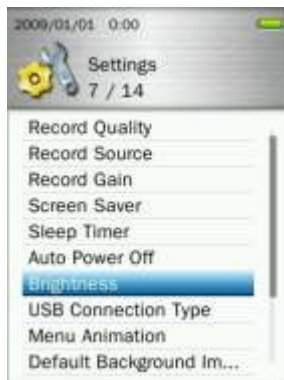 2009/01/01 0:00
Settings
7 / 14
Record Quality
Record Source
Record Gain
Screen Saver
Sleep Timer
Auto Power Off
Brightness
USB Connection Type
Menu Animation
Default Background Im...